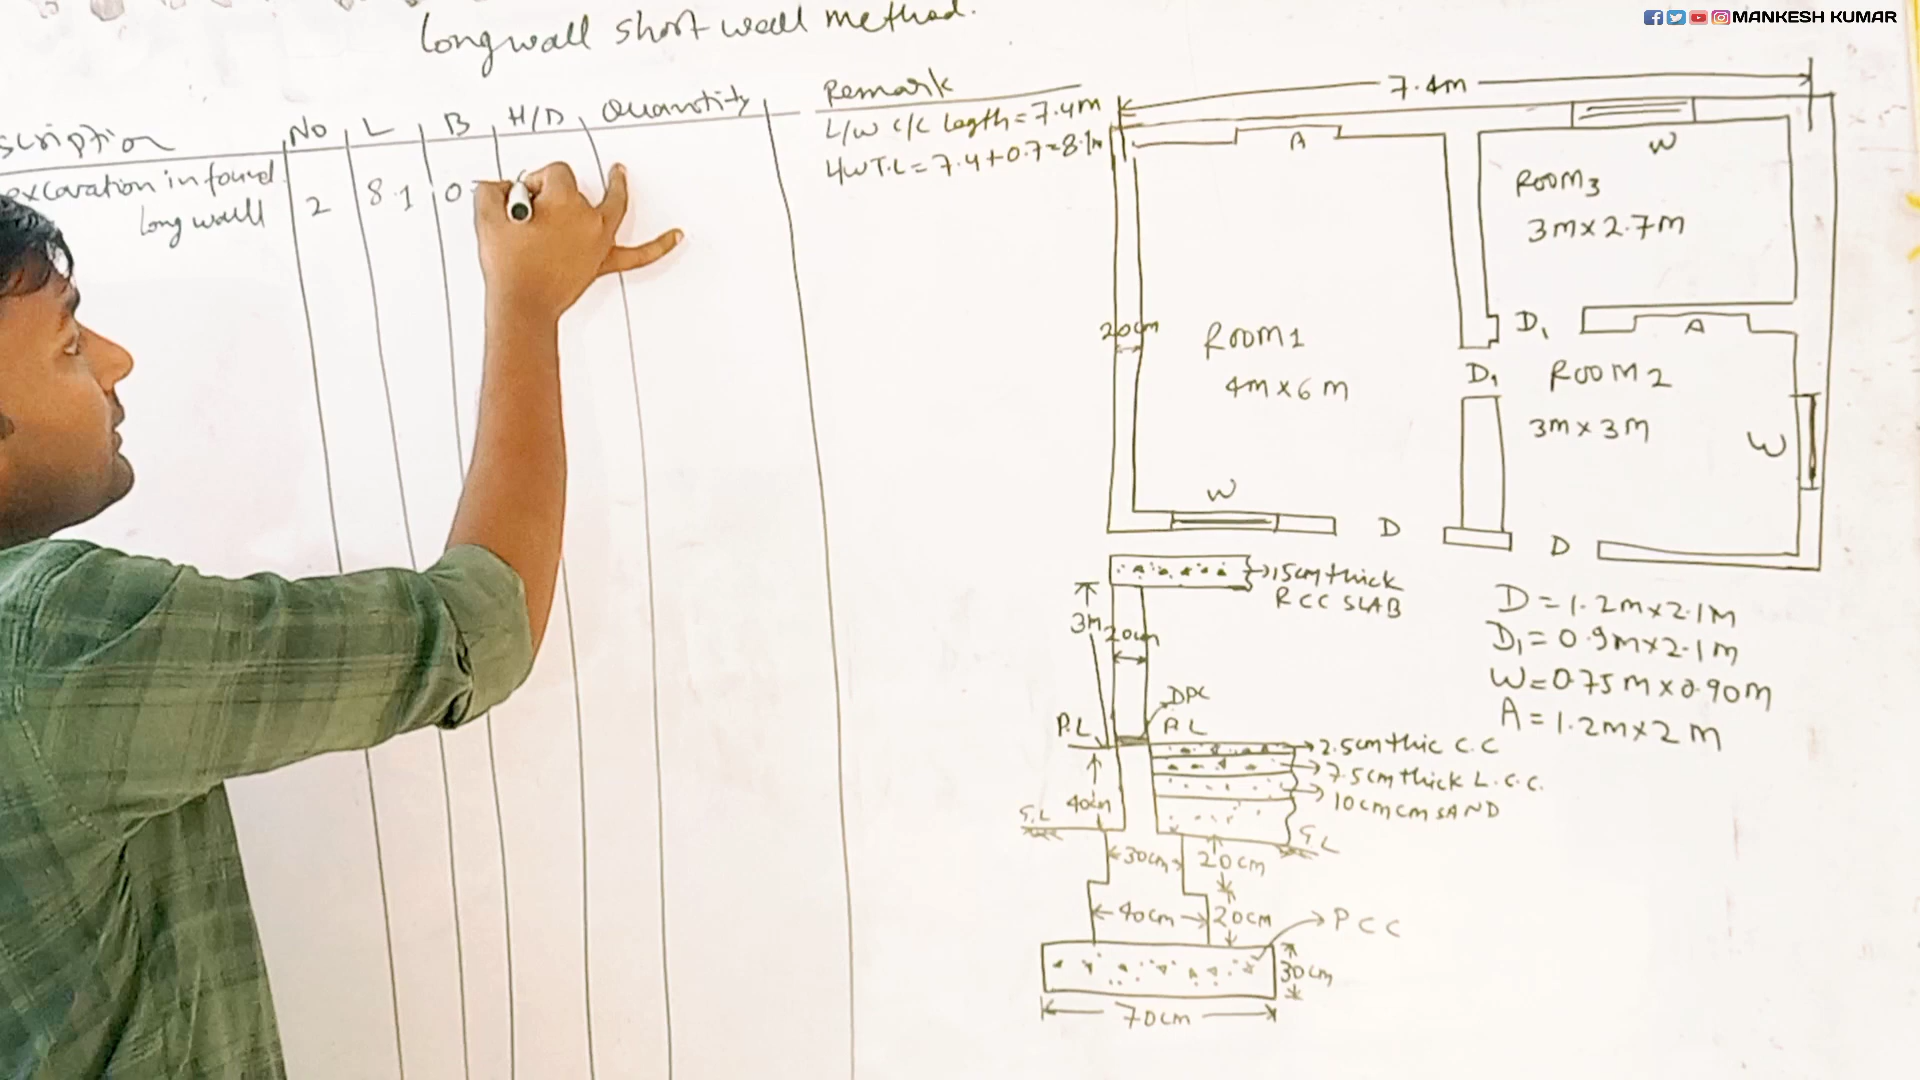 MANKESH KUMAR
Longwall short wall method.
scription No L B H/D Quantity Remark
excavation in found.
long wall 2 8.1 0
L/W C/C legth = 7.4m
L/W T.L = 7.4+0.7=8.1m
7.4m
A
W
ROOM3
3m x 2.7m
20cm
ROOM1
4m x 6m
D1
A
D1
ROOM2
3m x 3m
W
W
D
D
15cm thick
RCC SLAB
3M
20cm
DPC
P.L
2.5cm thic C.C
7.5cm thick L.C.C.
10cm cm SAND
40cm
G.L
G.L
30cm
20cm
40cm
20cm
PCC
30cm
70cm
D = 1.2m x 2.1m
D1 = 0.9m x 2.1m
W = 0.75m x 0.90m
A = 1.2m x 2m